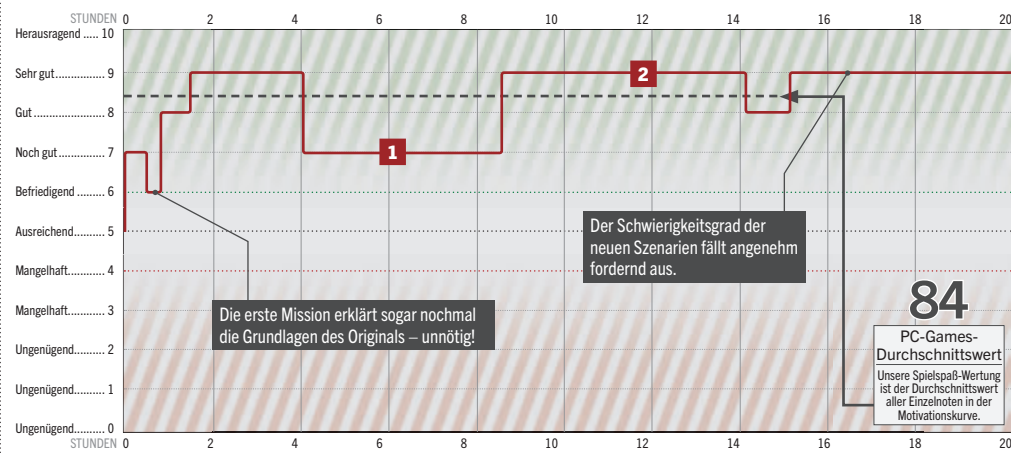 STUNDEN 0 2 4 6 8 10 12 14 16 18 20
Herausragend ..... 10
Sehr gut............... 9
Gut..................... 8
Noch gut.............. 7
Befriedigend ......... 6
Ausreichend.......... 5
Mangelhaft........... 4
Mangelhaft........... 3
Ungenügend.......... 2
Ungenügend.......... 1
Ungenügend.......... 0
1
2
Die erste Mission erklärt sogar nochmal
die Grundlagen des Originals – unnötig!
Der Schwierigkeitsgrad der
neuen Szenarien fällt angenehm
fordernd aus.
84
PC-Games-
Durchschnittswert
Unsere Spielspaß-Wertung
ist der Durchschnittswert
aller Einzelnoten in der
Motivationskurve.
STUNDEN 0 2 4 6 8 10 12 14 16 18 20